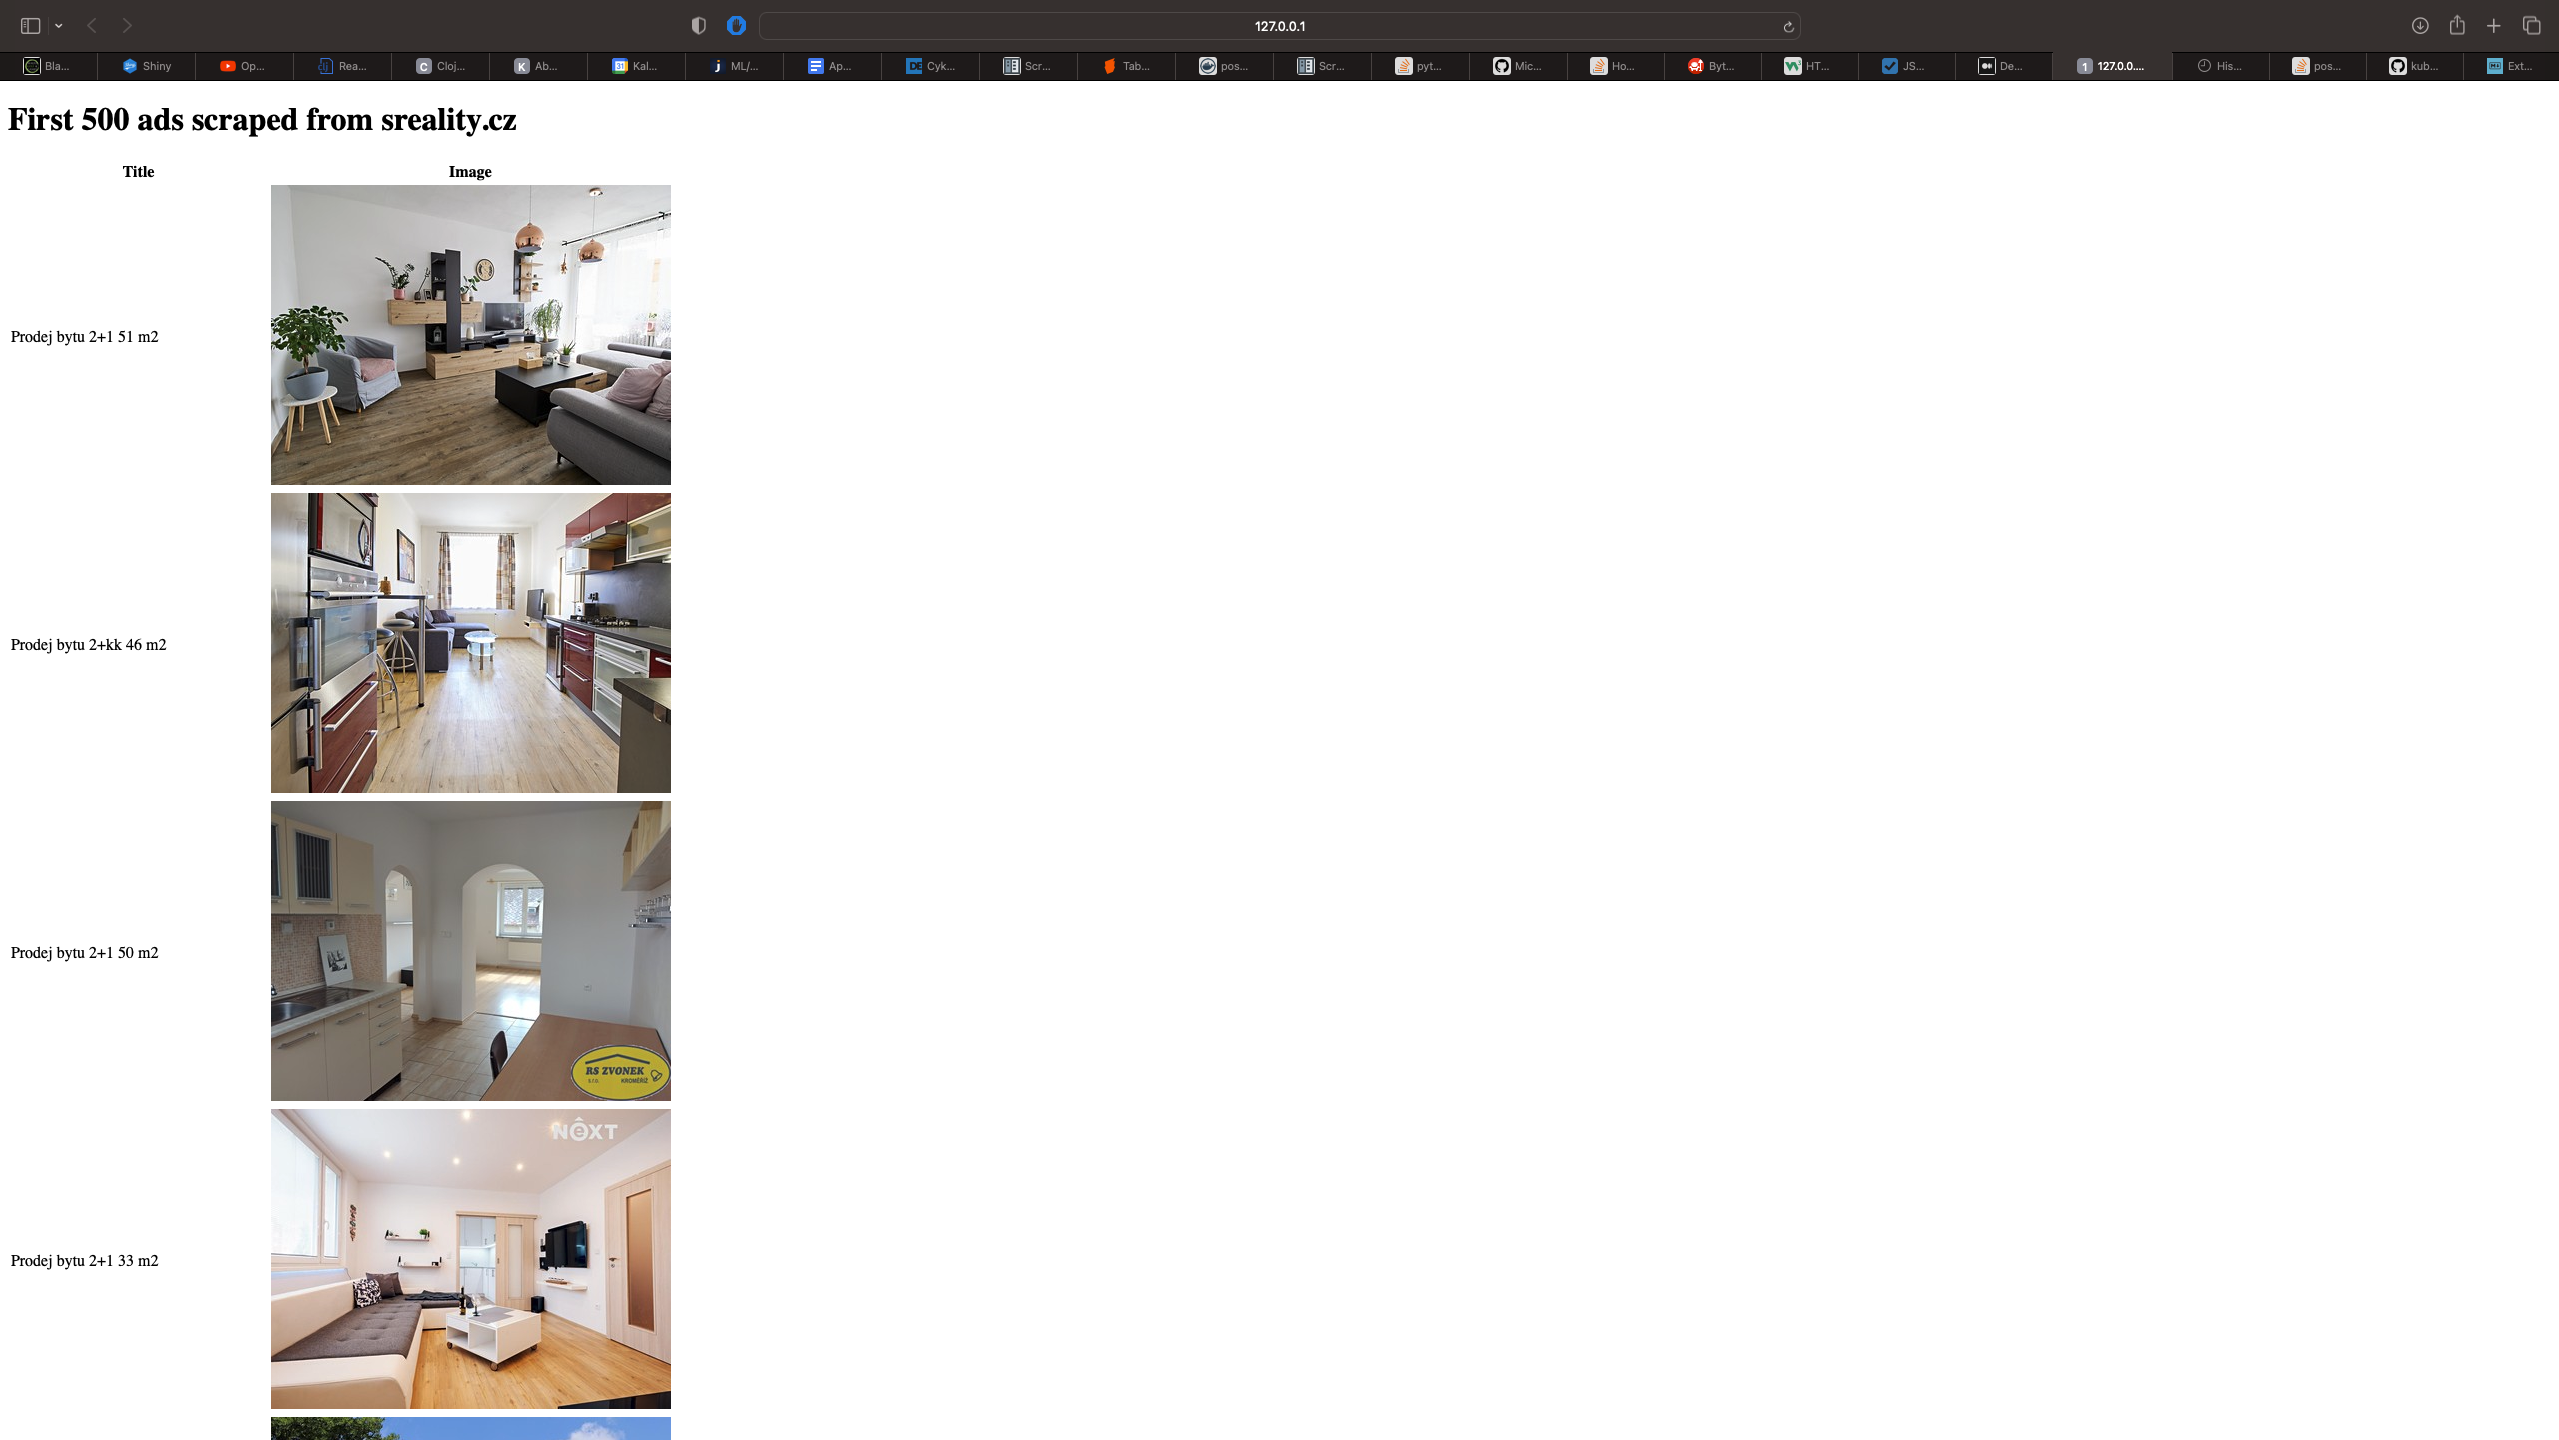 127.0.0.1
Bla...
Shiny
Op...
Rea...
Cloj...
Ab...
Kal...
ML/...
Ap...
Cyk...
Scr...
Tab...
pos...
Scr...
pyt...
Mic...
Ho...
Byt...
HT...
JS...
De...
127.0.0....
His...
pos...
kub...
Ext...
First 500 ads scraped from sreality.cz
Title Image
Prodej bytu 2+1 51 m2
Prodej bytu 2+kk 46 m2
Prodej bytu 2+1 50 m2
RS ZVONEK
s r.o. KROMĚŘÍŽ
NêXT
Prodej bytu 2+1 33 m2